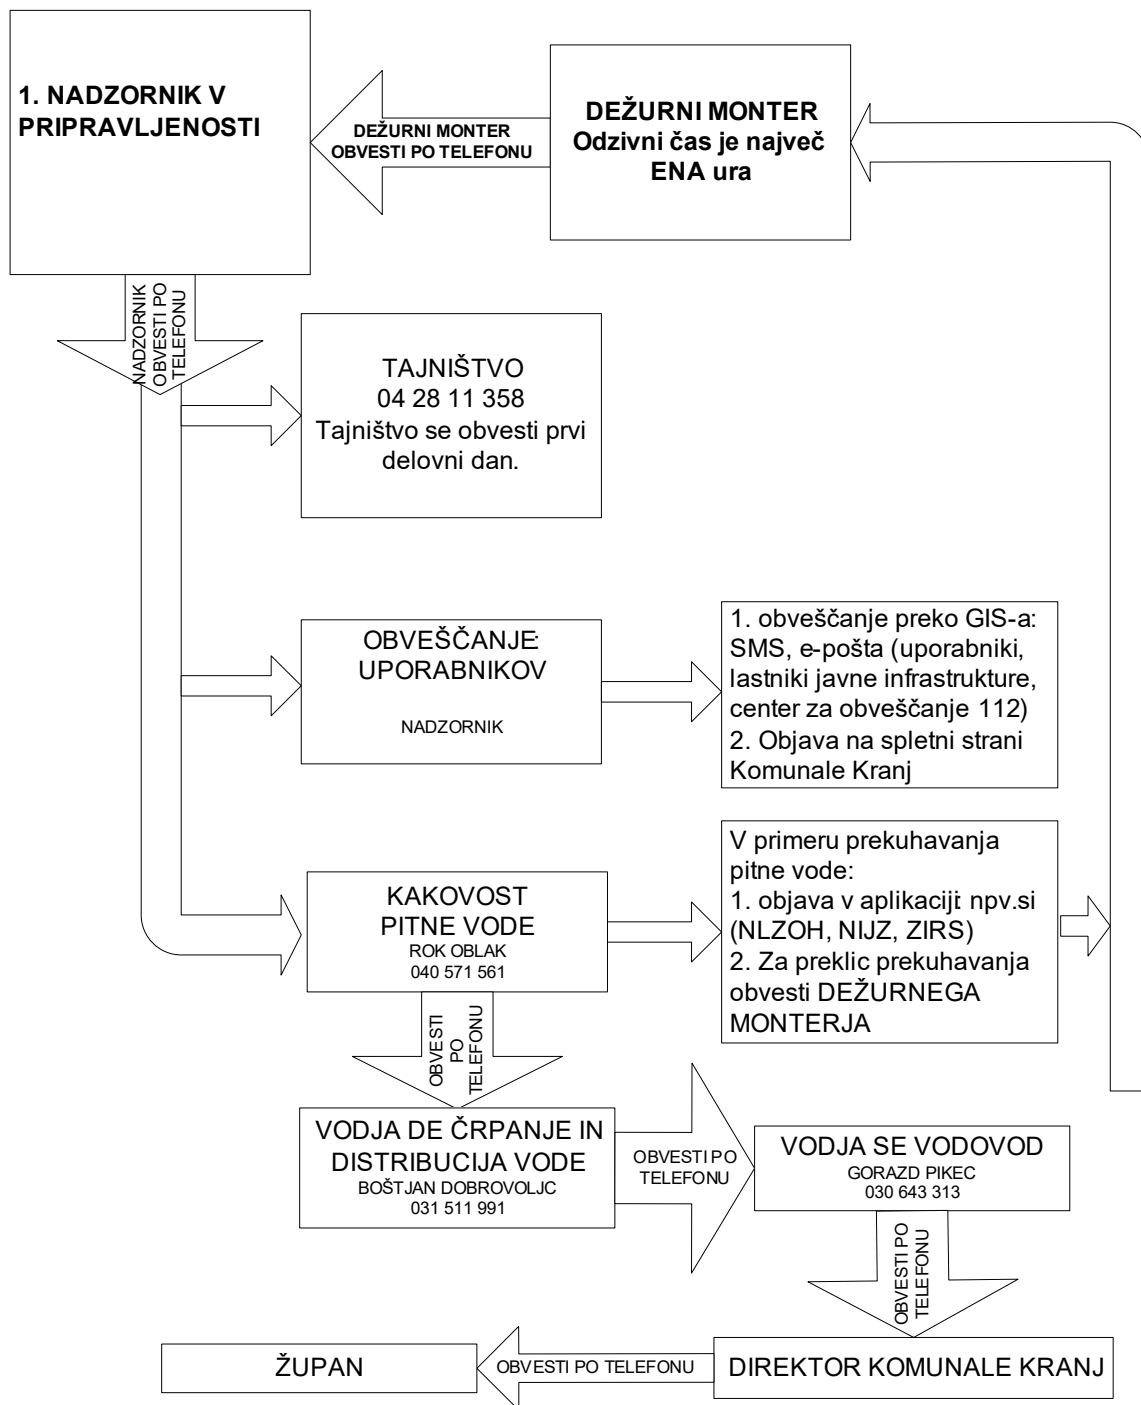 1. NADZORNIK V
PRIPRAVLJENOSTI
DEŽURNI MONTER
OBVESTI PO TELEFONU
DEŽURNI MONTER
Odzivni čas je največ
ENA ura
NADZORNIK
OBVESTI PO
TELEFONU
TAJNIŠTVO
04 28 11 358
Tajništvo se obvesti prvi
delovni dan.
OBVEŠČANJE:
UPORABNIKOV
NADZORNIK
1. obveščanje preko GIS-a:
SMS, e-pošta (uporabniki,
lastniki javne infrastrukture,
center za obveščanje 112)
2. Objava na spletni strani
Komunale Kranj
KAKOVOST
PITNE VODE
ROK OBLAK
040 571 561
V primeru prekuhavanja
pitne vode:
1. objava v aplikaciji: npv.si
(NLZOH, NIJZ, ZIRS)
2. Za preklic prekuhavanja
obvesti DEŽURNEGA
MONTERJA
OBVESTI
PO
TELEFONU
VODJA DE ČRPANJE IN
DISTRIBUCIJA VODE
BOŠTJAN DOBROVOLJC
031 511 991
OBVESTI PO
TELEFONU
VODJA SE VODOVOD
GORAZD PIKEC
030 643 313
OBVESTI PO
TELEFONU
DIREKTOR KOMUNALE KRANJ
OBVESTI PO TELEFONU
ŽUPAN